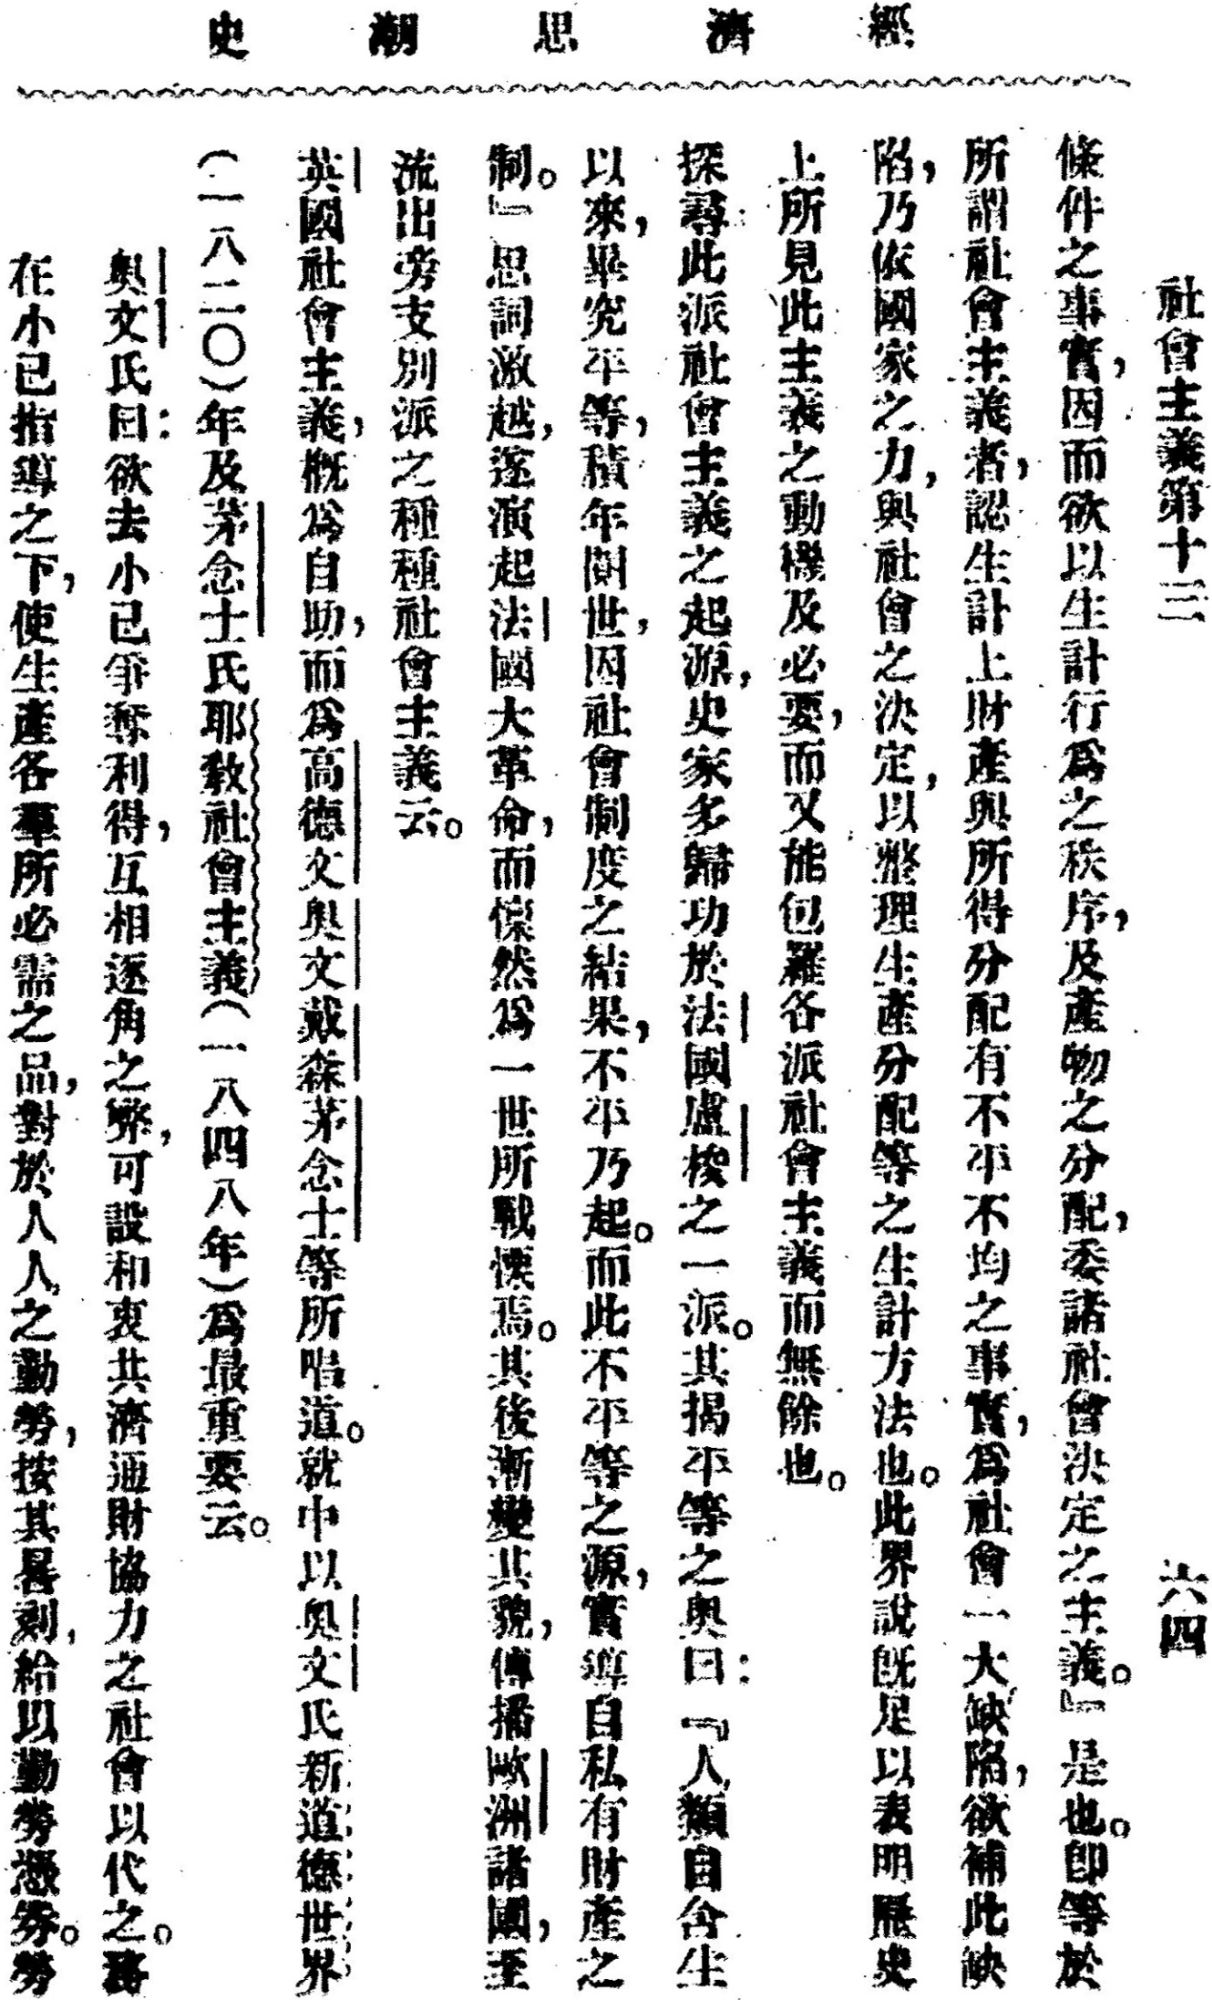 經濟思潮史
社會主義第十三
六四
條件之事實，因而欲以生計行爲之秩序，及產物之分配，委諸社會決定之主義。』是也。卽等於
所謂社會主義者，認生計上財產與所得分配有不平不均之事實，爲社會一大缺陷，欲補此缺
陷，乃依國家之力，與社會之決定，以整理生產分配等之生計方法也。此界說旣足以表明歷史
上所見此主義之動機及必要，而又能包羅各派社會主義而無餘也。
探尋此派社會主義之起源，史家多歸功於法國盧梭之一派。其揭平等之奧曰：『人類自含生
以來，畢究平等，積年閱世，因社會制度之結果，不平乃起。而此不平等之源，實導自私有財產之
制。』思詞激越，遂演起法國大革命，而慄然爲一世所戰慄焉。其後漸變其貌，傳播歐洲諸國，至
流出旁支別派之種種社會主義云。
英國社會主義，槪爲自助，而爲高德文奥文戴森茅念士等所唱道。就中以奥文氏新道德世界
（一八二〇）年及茅念士氏耶敎社會主義（一八四八年）爲最重要云。
奥文氏曰：欲去小已爭奪利得，互相逐角之弊，可設和衷共濟通財協力之社會以代之。務
在小已指導之下，使生產各羣所必需之品，對於人人之勤勞，按其晷刻，給以勤勞憑券。勞